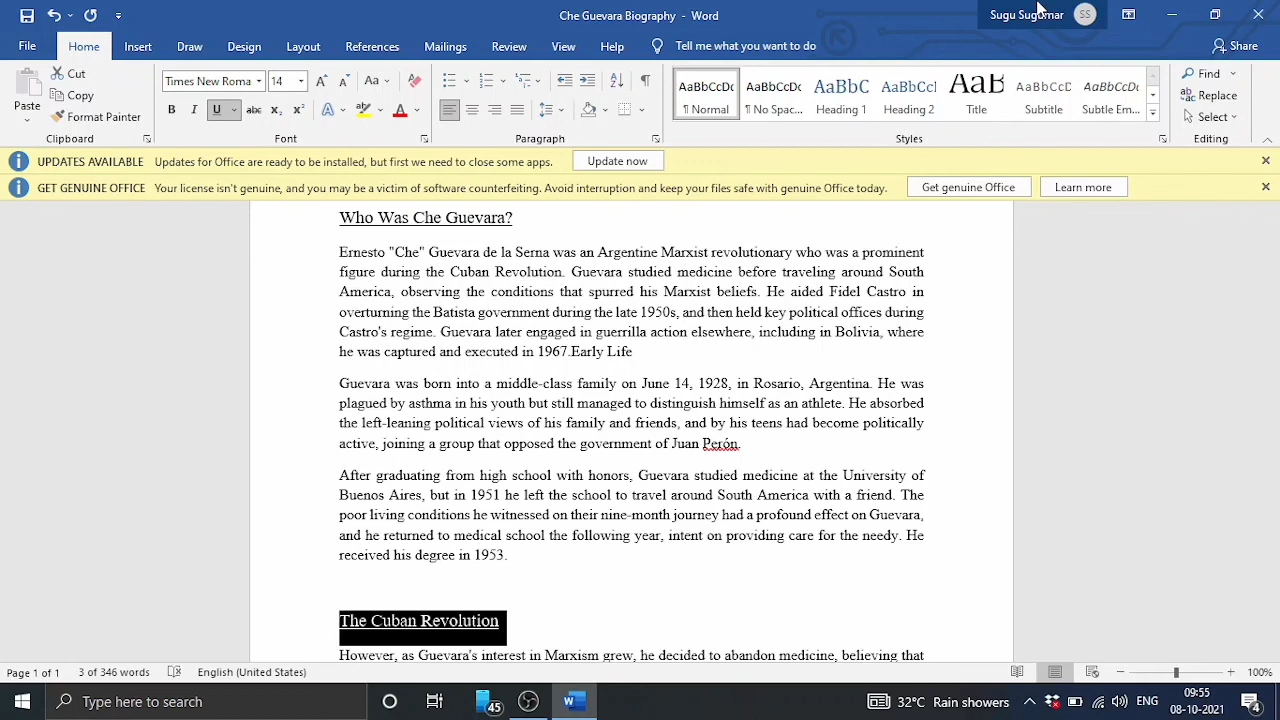 Che Guevara Biography - Word
Sugu Sugumar SS
File Home Insert Draw Design Layout References Mailings Review View Help Tell me what you want to do Share
Paste
Cut
Copy
Format Painter
Clipboard
Times New Roma 14
Font
Paragraph
AaBbCcDc AaBbCcDc AaBbC AaBbCc AaB AaBbCcD AaBbCcDc
¶ Normal ¶ No Spac... Heading 1 Heading 2 Title Subtitle Subtle Em...
Styles
Find
Replace
Select
Editing
UPDATES AVAILABLE Updates for Office are ready to be installed, but first we need to close some apps. Update now
GET GENUINE OFFICE Your license isn't genuine, and you may be a victim of software counterfeiting. Avoid interruption and keep your files safe with genuine Office today. Get genuine Office Learn more
Who Was Che Guevara?
Ernesto "Che" Guevara de la Serna was an Argentine Marxist revolutionary who was a prominent
figure during the Cuban Revolution. Guevara studied medicine before traveling around South
America, observing the conditions that spurred his Marxist beliefs. He aided Fidel Castro in
overturning the Batista government during the late 1950s, and then held key political offices during
Castro's regime. Guevara later engaged in guerrilla action elsewhere, including in Bolivia, where
he was captured and executed in 1967.Early Life
Guevara was born into a middle-class family on June 14, 1928, in Rosario, Argentina. He was
plagued by asthma in his youth but still managed to distinguish himself as an athlete. He absorbed
the left-leaning political views of his family and friends, and by his teens had become politically
active, joining a group that opposed the government of Juan Perón.
After graduating from high school with honors, Guevara studied medicine at the University of
Buenos Aires, but in 1951 he left the school to travel around South America with a friend. The
poor living conditions he witnessed on their nine-month journey had a profound effect on Guevara,
and he returned to medical school the following year, intent on providing care for the needy. He
received his degree in 1953.
The Cuban Revolution
However, as Guevara's interest in Marxism grew, he decided to abandon medicine, believing that
Page 1 of 1 3 of 346 words English (United States) 100%
Type here to search 45 32°C Rain showers ENG 09:55
08-10-2021 4